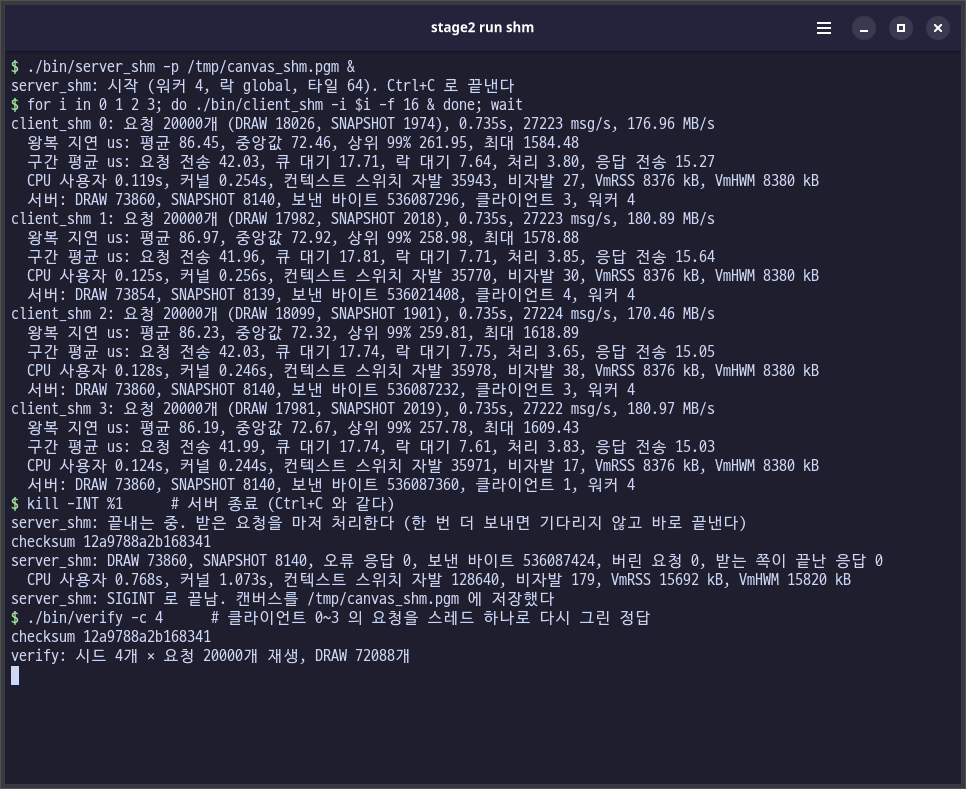 stage2 run shm
$ ./bin/server_shm -p /tmp/canvas_shm.pgm &
server_shm: 시작 (워커 4, 락 global, 타일 64). Ctrl+C 로 끝낸다
$ for i in 0 1 2 3; do ./bin/client_shm -i $i -f 16 & done; wait
client_shm 0: 요청 20000개 (DRAW 18026, SNAPSHOT 1974), 0.735s, 27223 msg/s, 176.96 MB/s
  왕복 지연 us: 평균 86.45, 중앙값 72.46, 상위 99% 261.95, 최대 1584.48
  구간 평균 us: 요청 전송 42.03, 큐 대기 17.71, 락 대기 7.64, 처리 3.80, 응답 전송 15.27
  CPU 사용자 0.119s, 커널 0.254s, 컨텍스트 스위치 자발 35943, 비자발 27, VmRSS 8376 kB, VmHWM 8380 kB
  서버: DRAW 73860, SNAPSHOT 8140, 보낸 바이트 536087296, 클라이언트 3, 워커 4
client_shm 1: 요청 20000개 (DRAW 17982, SNAPSHOT 2018), 0.735s, 27223 msg/s, 180.89 MB/s
  왕복 지연 us: 평균 86.97, 중앙값 72.92, 상위 99% 258.98, 최대 1578.88
  구간 평균 us: 요청 전송 41.96, 큐 대기 17.81, 락 대기 7.71, 처리 3.85, 응답 전송 15.64
  CPU 사용자 0.125s, 커널 0.256s, 컨텍스트 스위치 자발 35770, 비자발 30, VmRSS 8376 kB, VmHWM 8380 kB
  서버: DRAW 73854, SNAPSHOT 8139, 보낸 바이트 536021408, 클라이언트 4, 워커 4
client_shm 2: 요청 20000개 (DRAW 18099, SNAPSHOT 1901), 0.735s, 27224 msg/s, 170.46 MB/s
  왕복 지연 us: 평균 86.23, 중앙값 72.32, 상위 99% 259.81, 최대 1618.89
  구간 평균 us: 요청 전송 42.03, 큐 대기 17.74, 락 대기 7.75, 처리 3.65, 응답 전송 15.05
  CPU 사용자 0.128s, 커널 0.246s, 컨텍스트 스위치 자발 35978, 비자발 38, VmRSS 8376 kB, VmHWM 8380 kB
  서버: DRAW 73860, SNAPSHOT 8140, 보낸 바이트 536087232, 클라이언트 3, 워커 4
client_shm 3: 요청 20000개 (DRAW 17981, SNAPSHOT 2019), 0.735s, 27222 msg/s, 180.97 MB/s
  왕복 지연 us: 평균 86.19, 중앙값 72.67, 상위 99% 257.78, 최대 1609.43
  구간 평균 us: 요청 전송 41.99, 큐 대기 17.74, 락 대기 7.61, 처리 3.83, 응답 전송 15.03
  CPU 사용자 0.124s, 커널 0.244s, 컨텍스트 스위치 자발 35971, 비자발 17, VmRSS 8376 kB, VmHWM 8380 kB
  서버: DRAW 73860, SNAPSHOT 8140, 보낸 바이트 536087360, 클라이언트 1, 워커 4
$ kill -INT %1      # 서버 종료 (Ctrl+C 와 같다)
server_shm: 끝내는 중. 받은 요청을 마저 처리한다 (한 번 더 보내면 기다리지 않고 바로 끝낸다)
checksum 12a9788a2b168341
server_shm: DRAW 73860, SNAPSHOT 8140, 오류 응답 0, 보낸 바이트 536087424, 버린 요청 0, 받는 쪽이 끝난 응답 0
  CPU 사용자 0.768s, 커널 1.073s, 컨텍스트 스위치 자발 128640, 비자발 179, VmRSS 15692 kB, VmHWM 15820 kB
server_shm: SIGINT 로 끝남. 캔버스를 /tmp/canvas_shm.pgm 에 저장했다
$ ./bin/verify -c 4      # 클라이언트 0~3 의 요청을 스레드 하나로 다시 그린 정답
checksum 12a9788a2b168341
verify: 시드 4개 × 요청 20000개 재생, DRAW 72088개